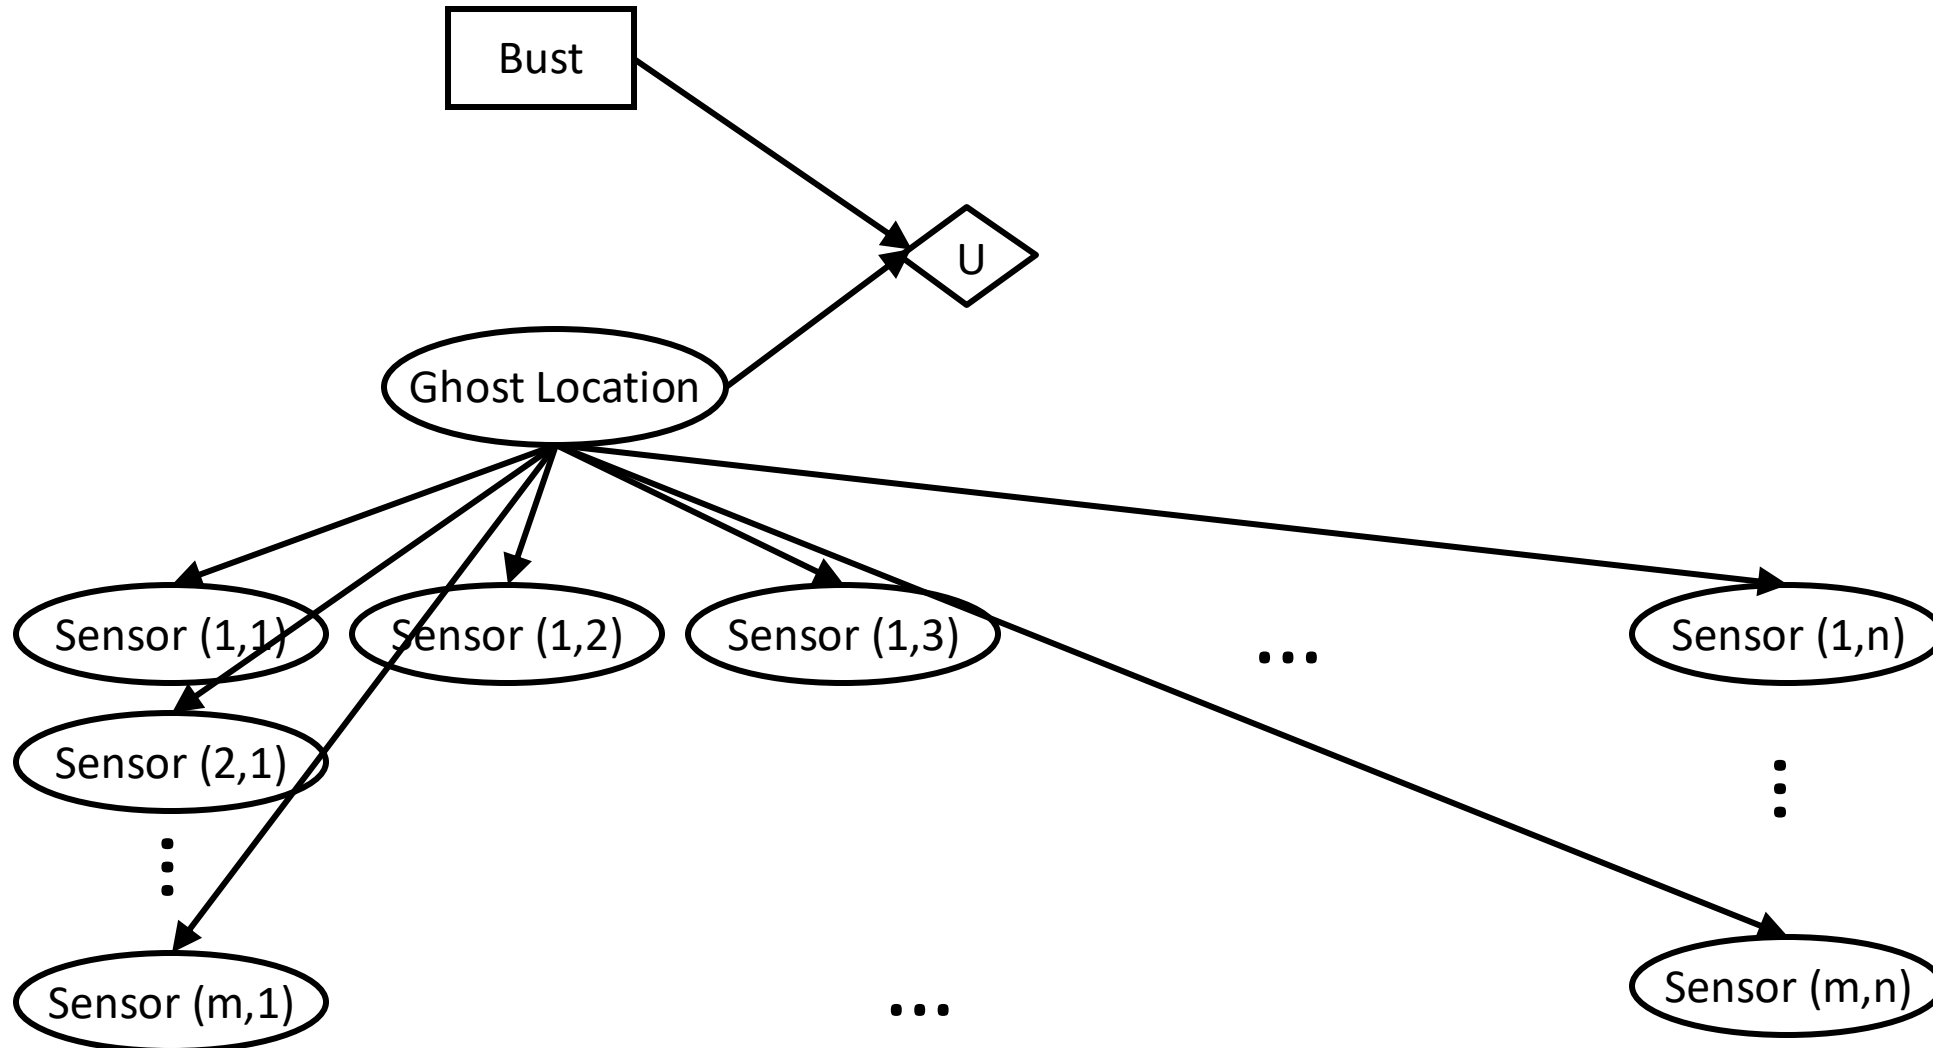 Bust
U
Ghost Location
Sensor (1,1)
Sensor (1,2)
Sensor (1,3)
...
Sensor (1,n)
Sensor (2,1)
Sensor (m,1)
...
Sensor (m,n)